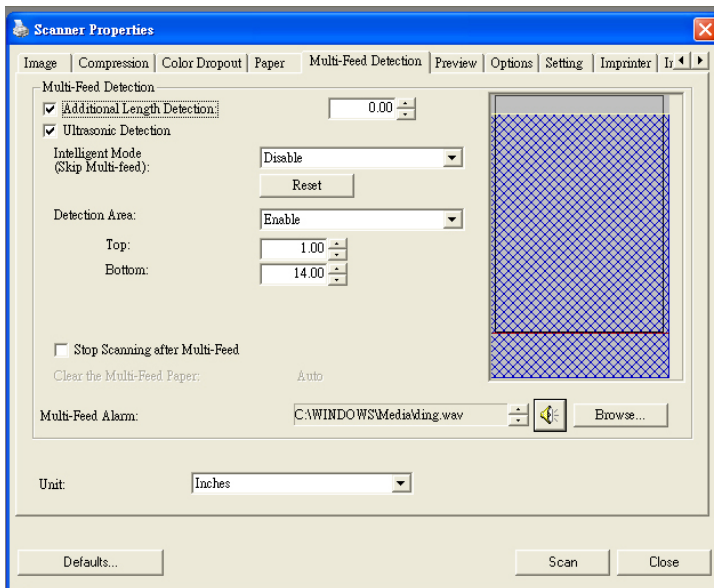 Scanner Properties
Image Compression Color Dropout Paper Multi-Feed Detection Preview Options Setting Imprinter
Multi-Feed Detection
Additional Length Detection: 0.00
Ultrasonic Detection
Intelligent Mode Disable
(Skip Multi-feed):
Reset
Detection Area: Enable
Top: 1.00
Bottom: 14.00
Stop Scanning after Multi-Feed
Clear the Multi-Feed Paper: Auto
Multi-Feed Alarm: C:\WINDOWS\Media\ding.wav Browse...
Unit: Inches
Defaults... Scan Close